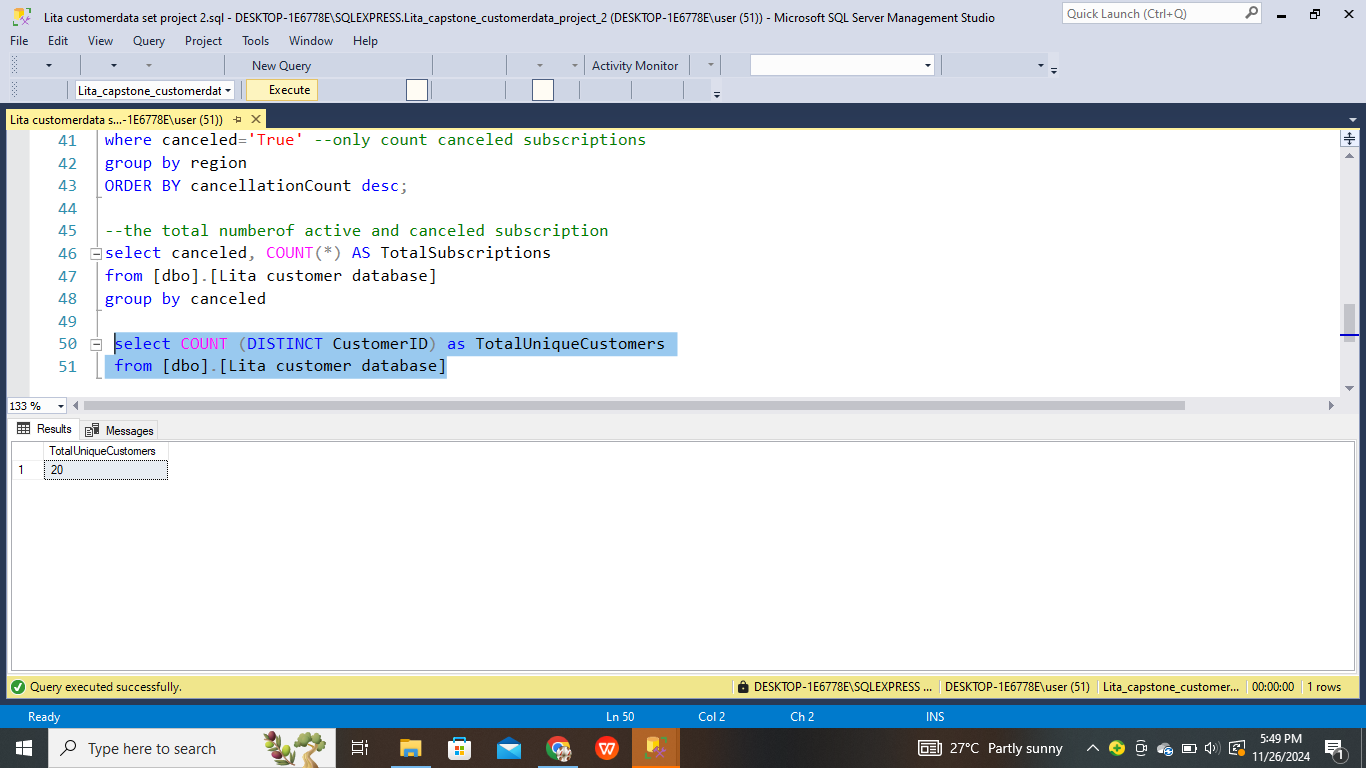 Lita customerdata set project 2.sql - DESKTOP-1E6778E\SQLEXPRESS.Lita_capstone_customerdata_project_2 (DESKTOP-1E6778E\user (51)) - Microsoft SQL Server Management Studio
Quick Launch (Ctrl+Q)
File Edit View Query Project Tools Window Help
New Query Activity Monitor
Lita_capstone_customerdat Execute
Lita customerdata s...-1E6778E\user (51))
41 where canceled='True' --only count canceled subscriptions
42 group by region
43 ORDER BY cancellationCount desc;
44
45 --the total numberof active and canceled subscription
46 select canceled, COUNT(*) AS TotalSubscriptions
47 from [dbo].[Lita customer database]
48 group by canceled
49
50 select COUNT (DISTINCT CustomerID) as TotalUniqueCustomers
51 from [dbo].[Lita customer database]
133 %
Results Messages
TotalUniqueCustomers
1 20
Query executed successfully. DESKTOP-1E6778E\SQLEXPRESS ... DESKTOP-1E6778E\user (51) Lita_capstone_customer... 00:00:00 1 rows
Ready Ln 50 Col 2 Ch 2 INS
Type here to search 27°C Partly sunny 5:49 PM
11/26/2024
1